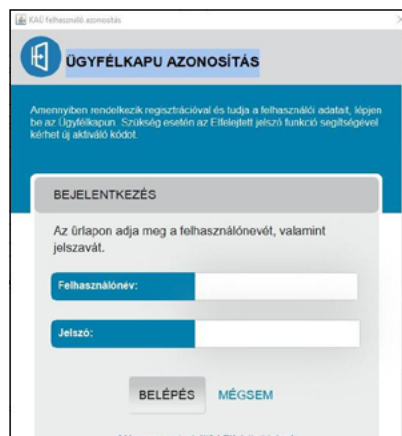 KAÜ felhasználó azonosítás
ÜGYFÉLKAPU AZONOSÍTÁS
Amennyiben rendelkezik regisztrációval és tudja a felhasználói adatait, lépjen
be az Ügyfélkapun. Szükség esetén az Elfelejtett jelszó funkció segítségével
kérhet új aktiváló kódot.
BEJELENTKEZÉS
Az űrlapon adja meg a felhasználónevét, valamint
jelszavát.
Felhasználónév:
Jelszó:
BELÉPÉS MÉGSEM